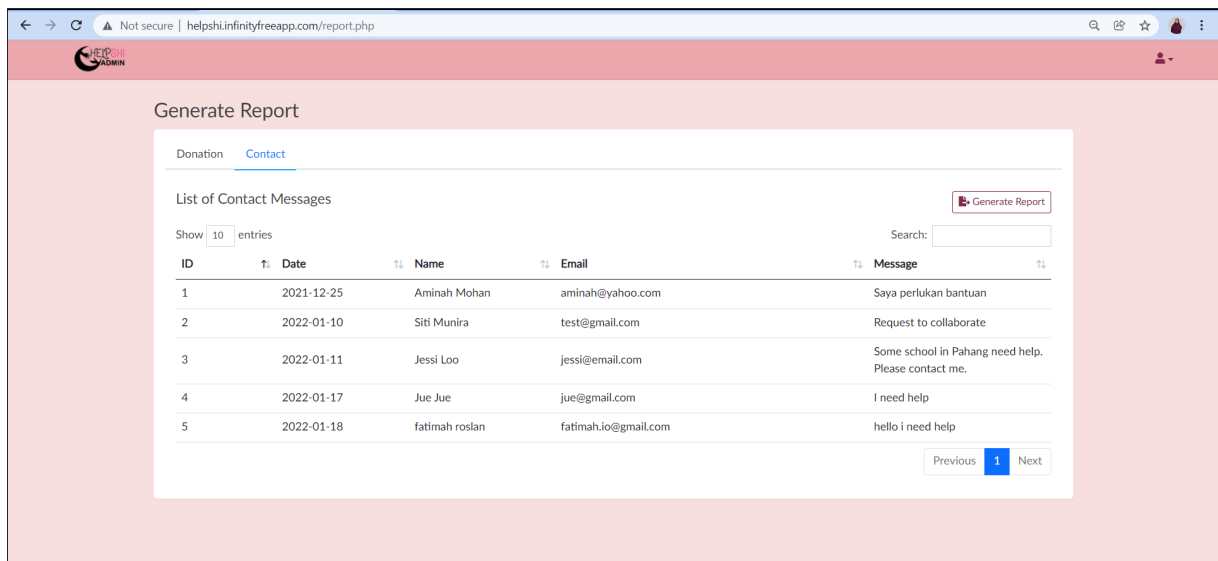 Not secure | helpshi.infinityfreeapp.com/report.php
HELPSHI
ADMIN
Generate Report
Donation Contact
List of Contact Messages
Generate Report
Show 10 entries
Search:
ID Date Name Email Message
1 2021-12-25 Aminah Mohan aminah@yahoo.com Saya perlukan bantuan
2 2022-01-10 Siti Munira test@gmail.com Request to collaborate
3 2022-01-11 Jessi Loo jessi@email.com Some school in Pahang need help.
Please contact me.
4 2022-01-17 Jue Jue jue@gmail.com I need help
5 2022-01-18 fatimah roslan fatimah.io@gmail.com hello i need help
Previous 1 Next